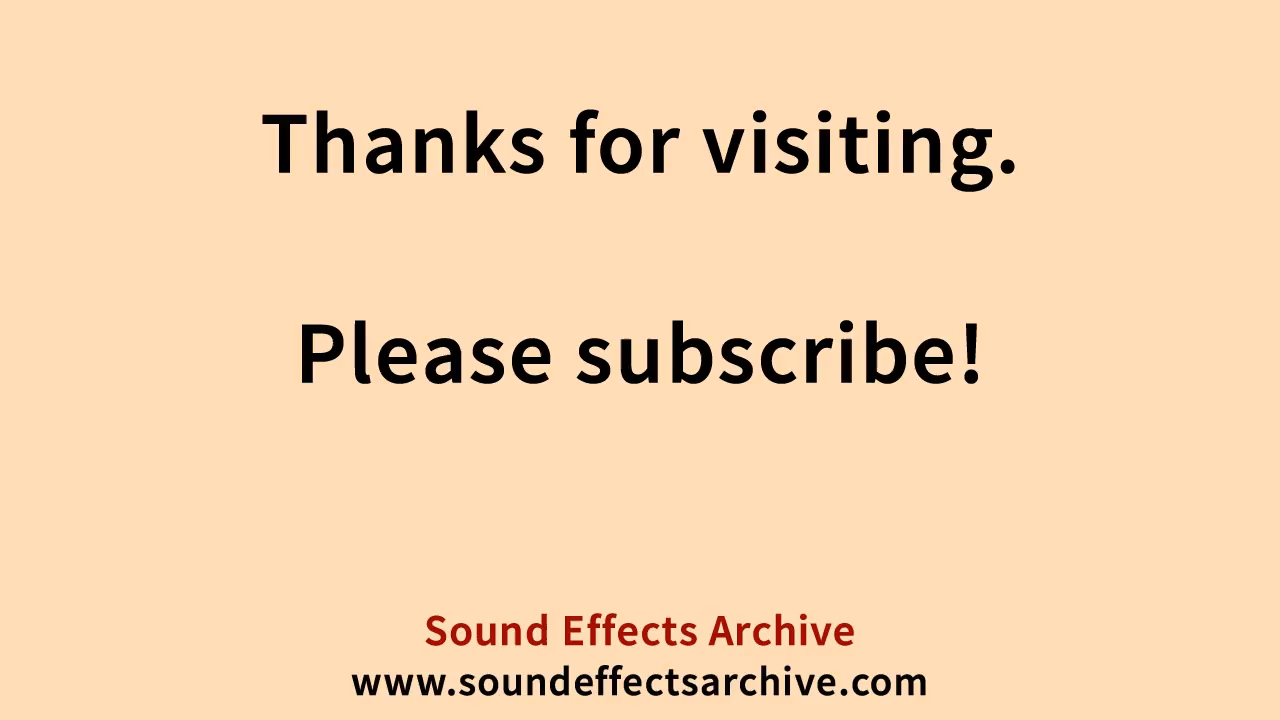 Thanks for visiting.
Please subscribe!
Sound Effects Archive
www.soundeffectsarchive.com